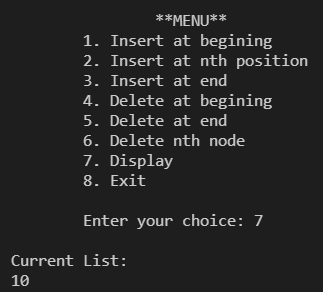 **MENU**
1. Insert at begining
2. Insert at nth position
3. Insert at end
4. Delete at begining
5. Delete at end
6. Delete nth node
7. Display
8. Exit
Enter your choice: 7
Current List:
10